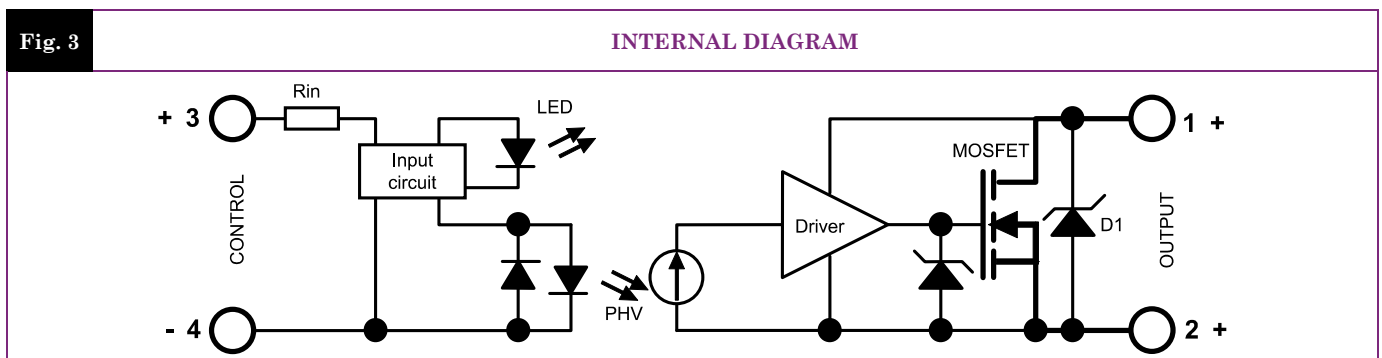 Fig. 3
INTERNAL DIAGRAM
Rin
LED
+ 3
1 +
MOSFET
Input
circuit
CONTROL
Driver
D1
OUTPUT
PHV
- 4
2 +